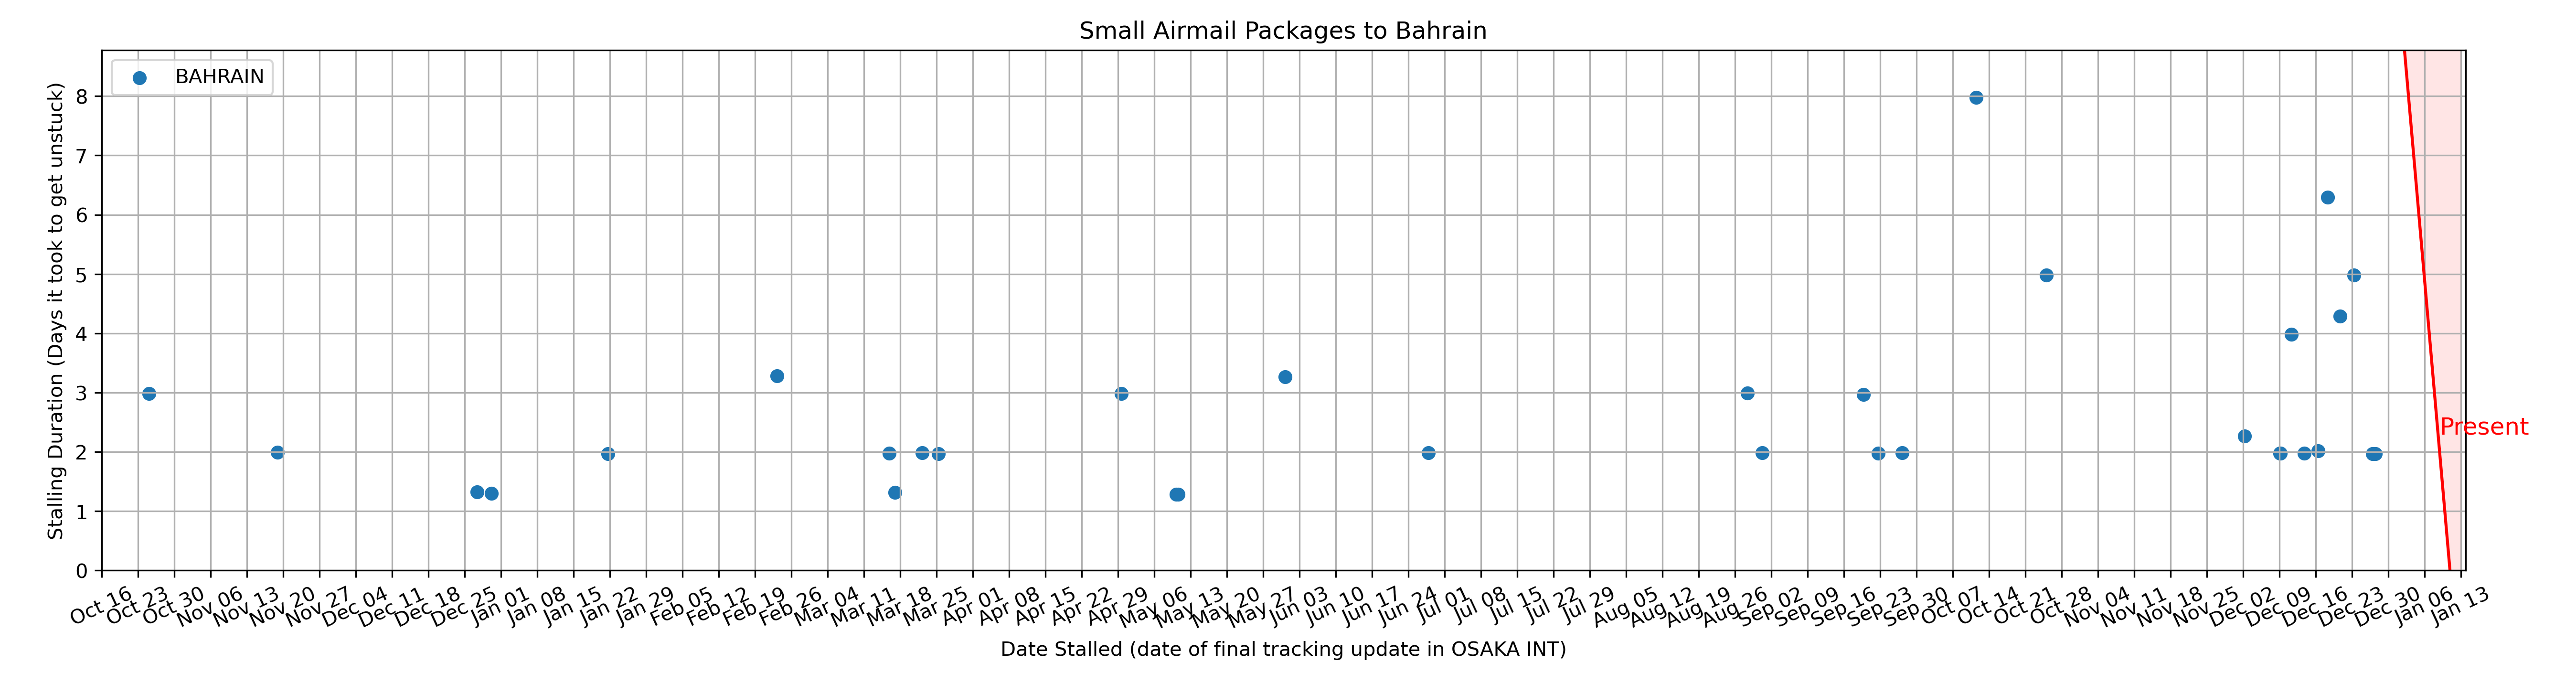 Small Airmail Packages to Bahrain
BAHRAIN
Stalling Duration (Days it took to get unstuck)
8
7
6
5
4
3
2
1
0
Present
Oct 16 Oct 23 Oct 30 Nov 06 Nov 13 Nov 20 Nov 27 Dec 04 Dec 11 Dec 18 Dec 25 Jan 01 Jan 08 Jan 15 Jan 22 Jan 29 Feb 05 Feb 12 Feb 19 Feb 26 Mar 04 Mar 11 Mar 18 Mar 25 Apr 01 Apr 08 Apr 15 Apr 22 Apr 29 May 06 May 13 May 20 May 27 Jun 03 Jun 10 Jun 17 Jun 24 Jul 01 Jul 08 Jul 15 Jul 22 Jul 29 Aug 05 Aug 12 Aug 19 Aug 26 Sep 02 Sep 09 Sep 16 Sep 23 Sep 30 Oct 07 Oct 14 Oct 21 Oct 28 Nov 04 Nov 11 Nov 18 Nov 25 Dec 02 Dec 09 Dec 16 Dec 23 Dec 30 Jan 06 Jan 13
Date Stalled (date of final tracking update in OSAKA INT)